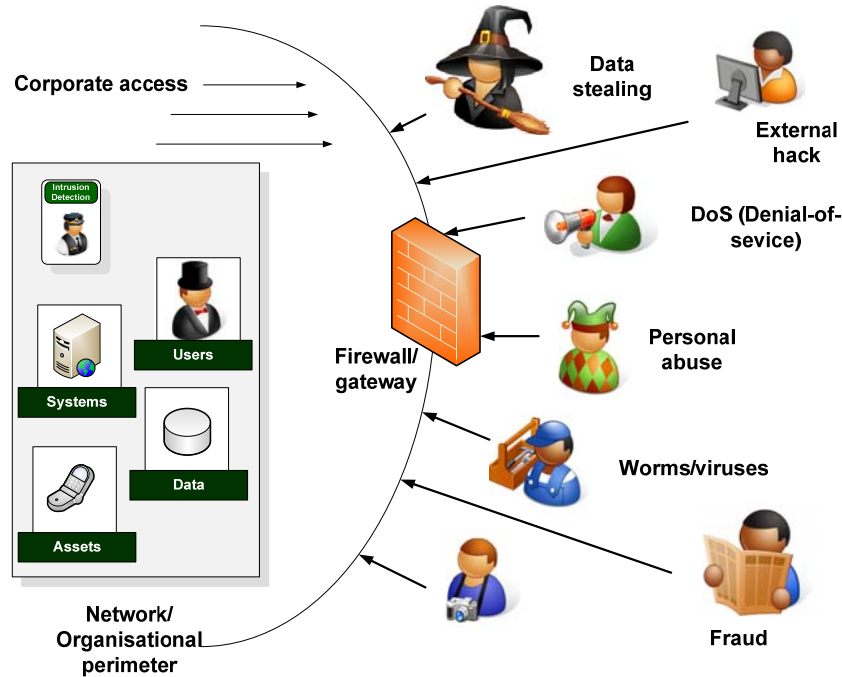 Corporate access
Data
stealing
External
hack
DoS (Denial-of-
sevice)
Intrusion
Detection
Users
Systems
Data
Assets
Firewall/
gateway
Personal
abuse
Worms/viruses
Network/
Organisational
perimeter
Fraud